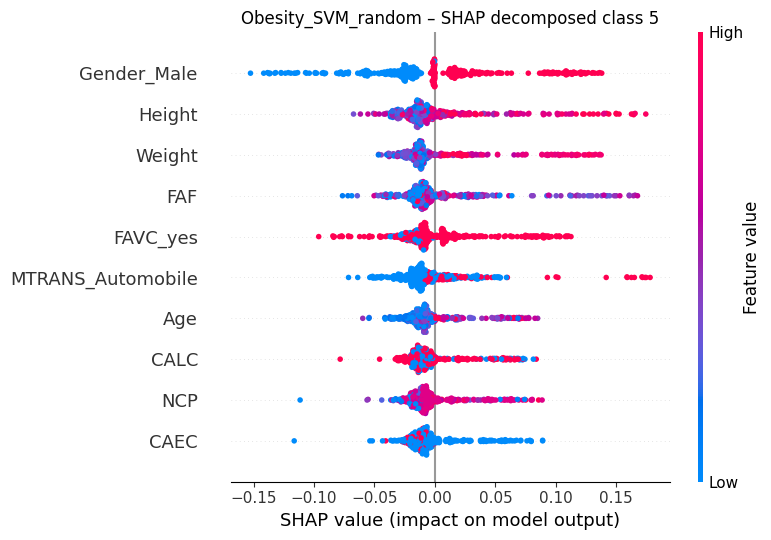 Obesity_SVM_random – SHAP decomposed class 5
High
Gender_Male
Height
Weight
FAF
FAVC_yes
MTRANS_Automobile
Age
CALC
NCP
CAEC
Feature value
Low
−0.15 −0.10 −0.05 0.00 0.05 0.10 0.15
SHAP value (impact on model output)